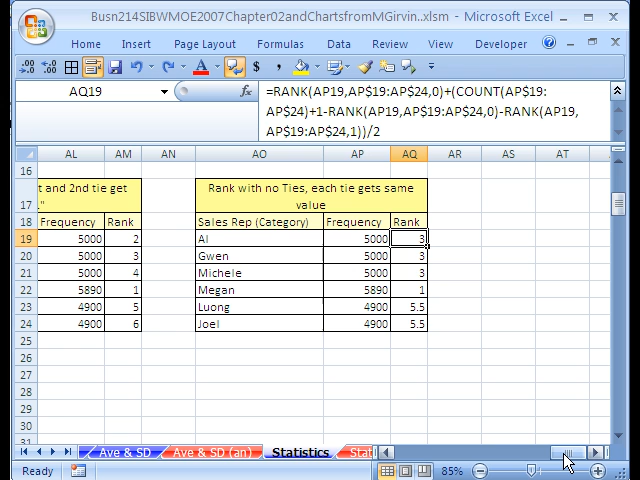 Busn214SIBWMOE2007Chapter02andChartsfromMGirvin..xlsm - Microsoft Excel
Home Insert Page Layout Formulas Data Review View Developer
AQ19 fx =RANK(AP19,AP$19:AP$24,0)+(COUNT(AP$19:
AP$24)+1-RANK(AP19,AP$19:AP$24,0)-RANK(AP19,
AP$19:AP$24,1))/2
AL AM AN AO AP AQ AR AS AT
16
17 t and 2nd tie get Rank with no Ties, each tie gets same
value
18 Frequency Rank Sales Rep (Category) Frequency Rank
19 5000 2 Al 5000 3
20 5000 3 Gwen 5000 3
21 5000 4 Michele 5000 3
22 5890 1 Megan 5890 1
23 4900 5 Luong 4900 5.5
24 4900 6 Joel 4900 5.5
25
26
27
28
29
30
31
Ave & SD Ave & SD (an) Statistics
Ready 85%